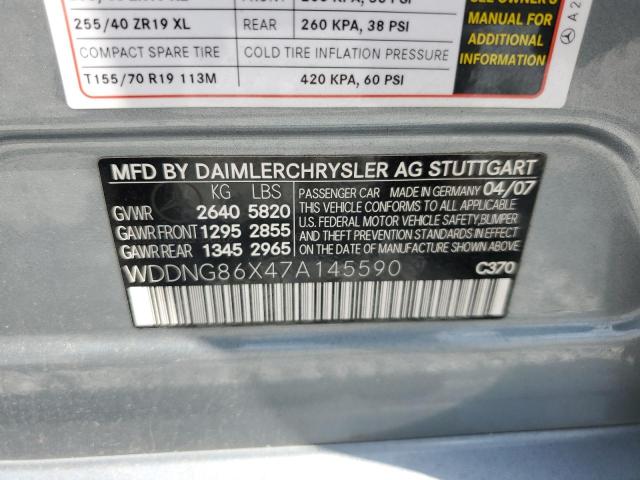 255/40 ZR19 XL REAR 260 KPA, 38 PSI
COMPACT SPARE TIRE COLD TIRE INFLATION PRESSURE
T155/70 R19 113M 420 KPA, 60 PSI
SEE OWNER'S
MANUAL FOR
ADDITIONAL
INFORMATION
A 2
MFD BY DAIMLERCHRYSLER AG STUTTGART
KG LBS
GVWR 2640 5820
GAWR FRONT 1295 2855
GAWR REAR 1345 2965
PASSENGER CAR MADE IN GERMANY 04/07
THIS VEHICLE CONFORMS TO ALL APPLICABLE
U.S. FEDERAL MOTOR VEHICLE SAFETY, BUMPER,
AND THEFT PREVENTION STANDARDS IN EFFECT
ON THE DATE OF MANUFACTURE SHOWN ABOVE.
WDDNG86X47A145590 C370